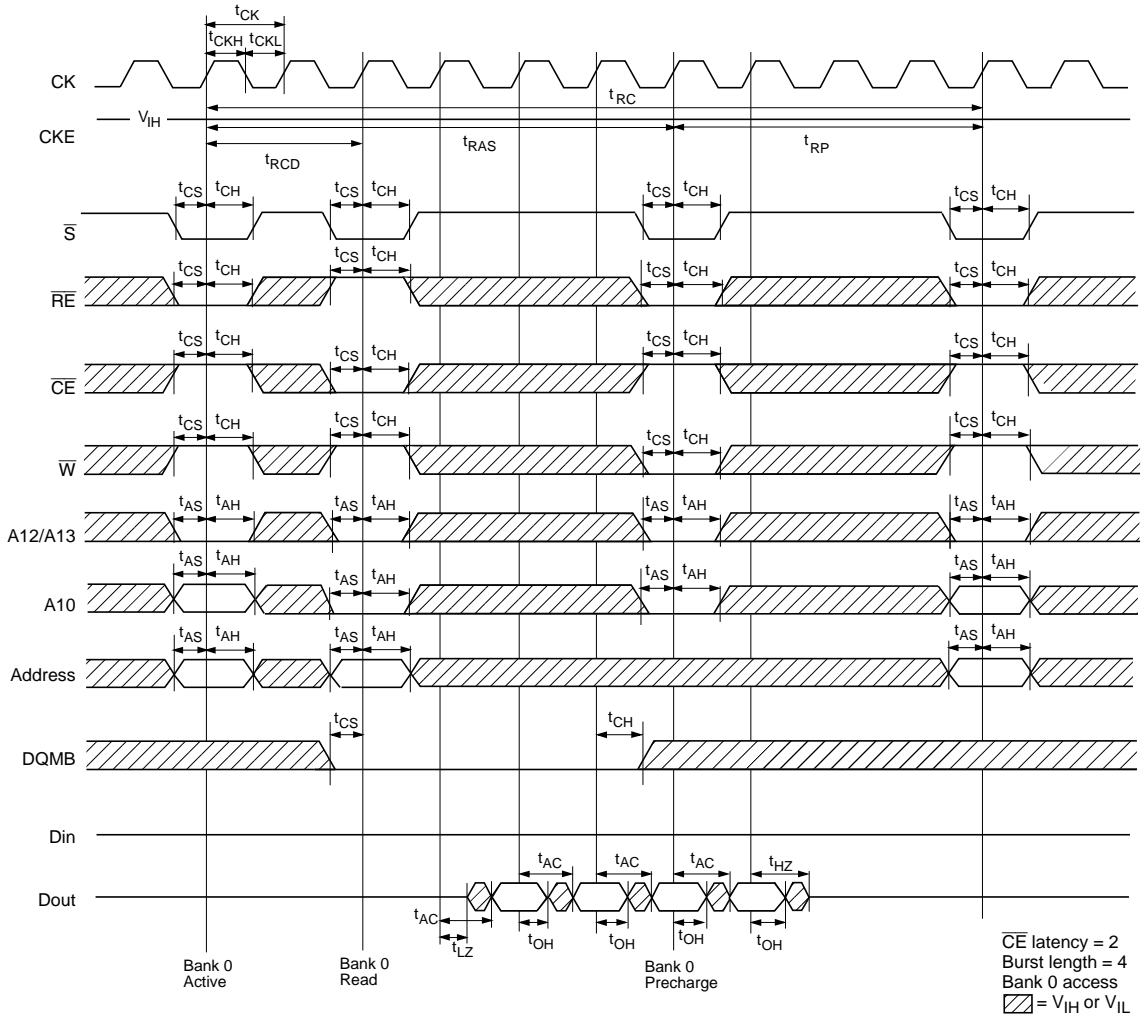 tCK
tCKH tCKL
CK
tRC
VIH
CKE
tRAS tRP
tRCD
tCS tCH tCS tCH tCS tCH tCS tCH
S
tCS tCH tCS tCH tCS tCH tCS tCH
RE
tCS tCH tCS tCH tCS tCH tCS tCH
CE
tCS tCH tCS tCH tCS tCH tCS tCH
W
tAS tAH tAS tAH tAS tAH tAS tAH
A12/A13
tAS tAH tAS tAH tAS tAH tAS tAH
A10
tAS tAH tAS tAH tAS tAH
Address
tCS tCH
DQMB
Din
tAC tAC tAC tHZ
Dout
tAC
tLZ tOH tOH tOH tOH
Bank 0
Active
Bank 0
Read
Bank 0
Precharge
CE latency = 2
Burst length = 4
Bank 0 access
= VIH or VIL